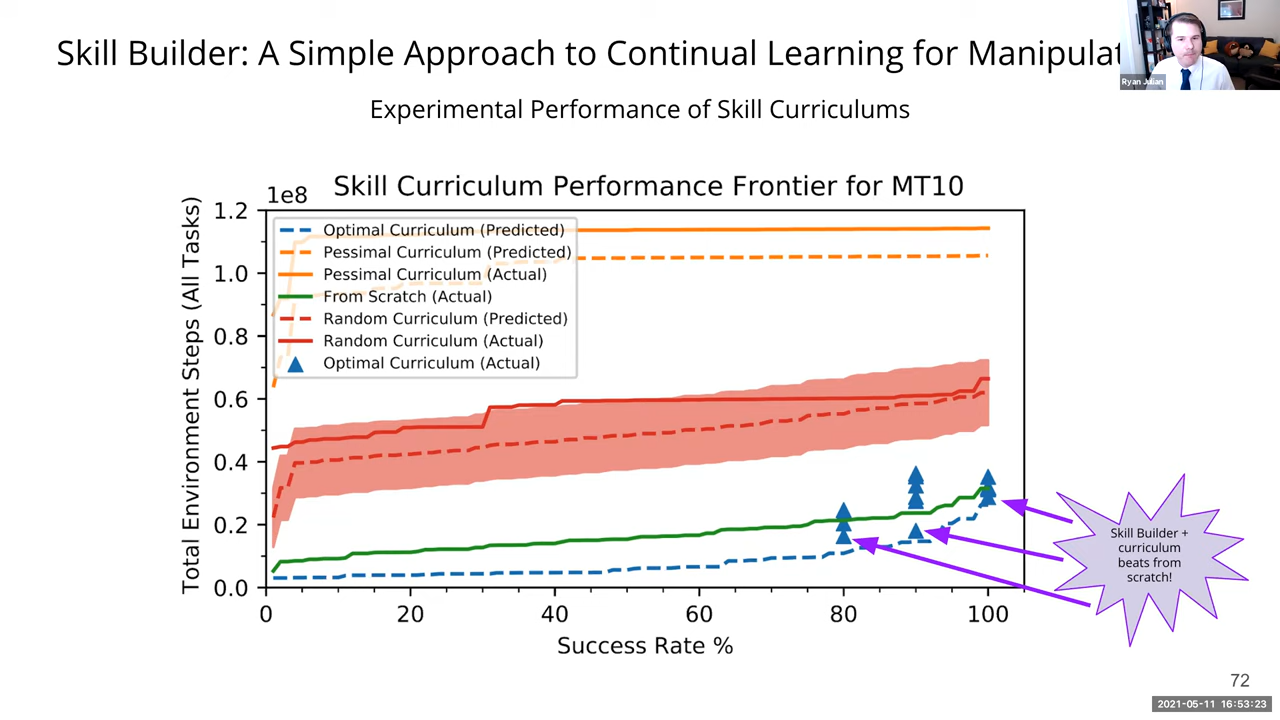 Skill Builder: A Simple Approach to Continual Learning for Manipulat
Ryan Julian
Experimental Performance of Skill Curriculums
Skill Curriculum Performance Frontier for MT10
1e8
Total Environment Steps (All Tasks)
1.2
1.0
0.8
0.6
0.4
0.2
0.0
Optimal Curriculum (Predicted)
Pessimal Curriculum (Predicted)
Pessimal Curriculum (Actual)
From Scratch (Actual)
Random Curriculum (Predicted)
Random Curriculum (Actual)
Optimal Curriculum (Actual)
0 20 40 60 80 100
Success Rate %
Skill Builder +
curriculum
beats from
scratch!
72
2021-05-11 16:53:23